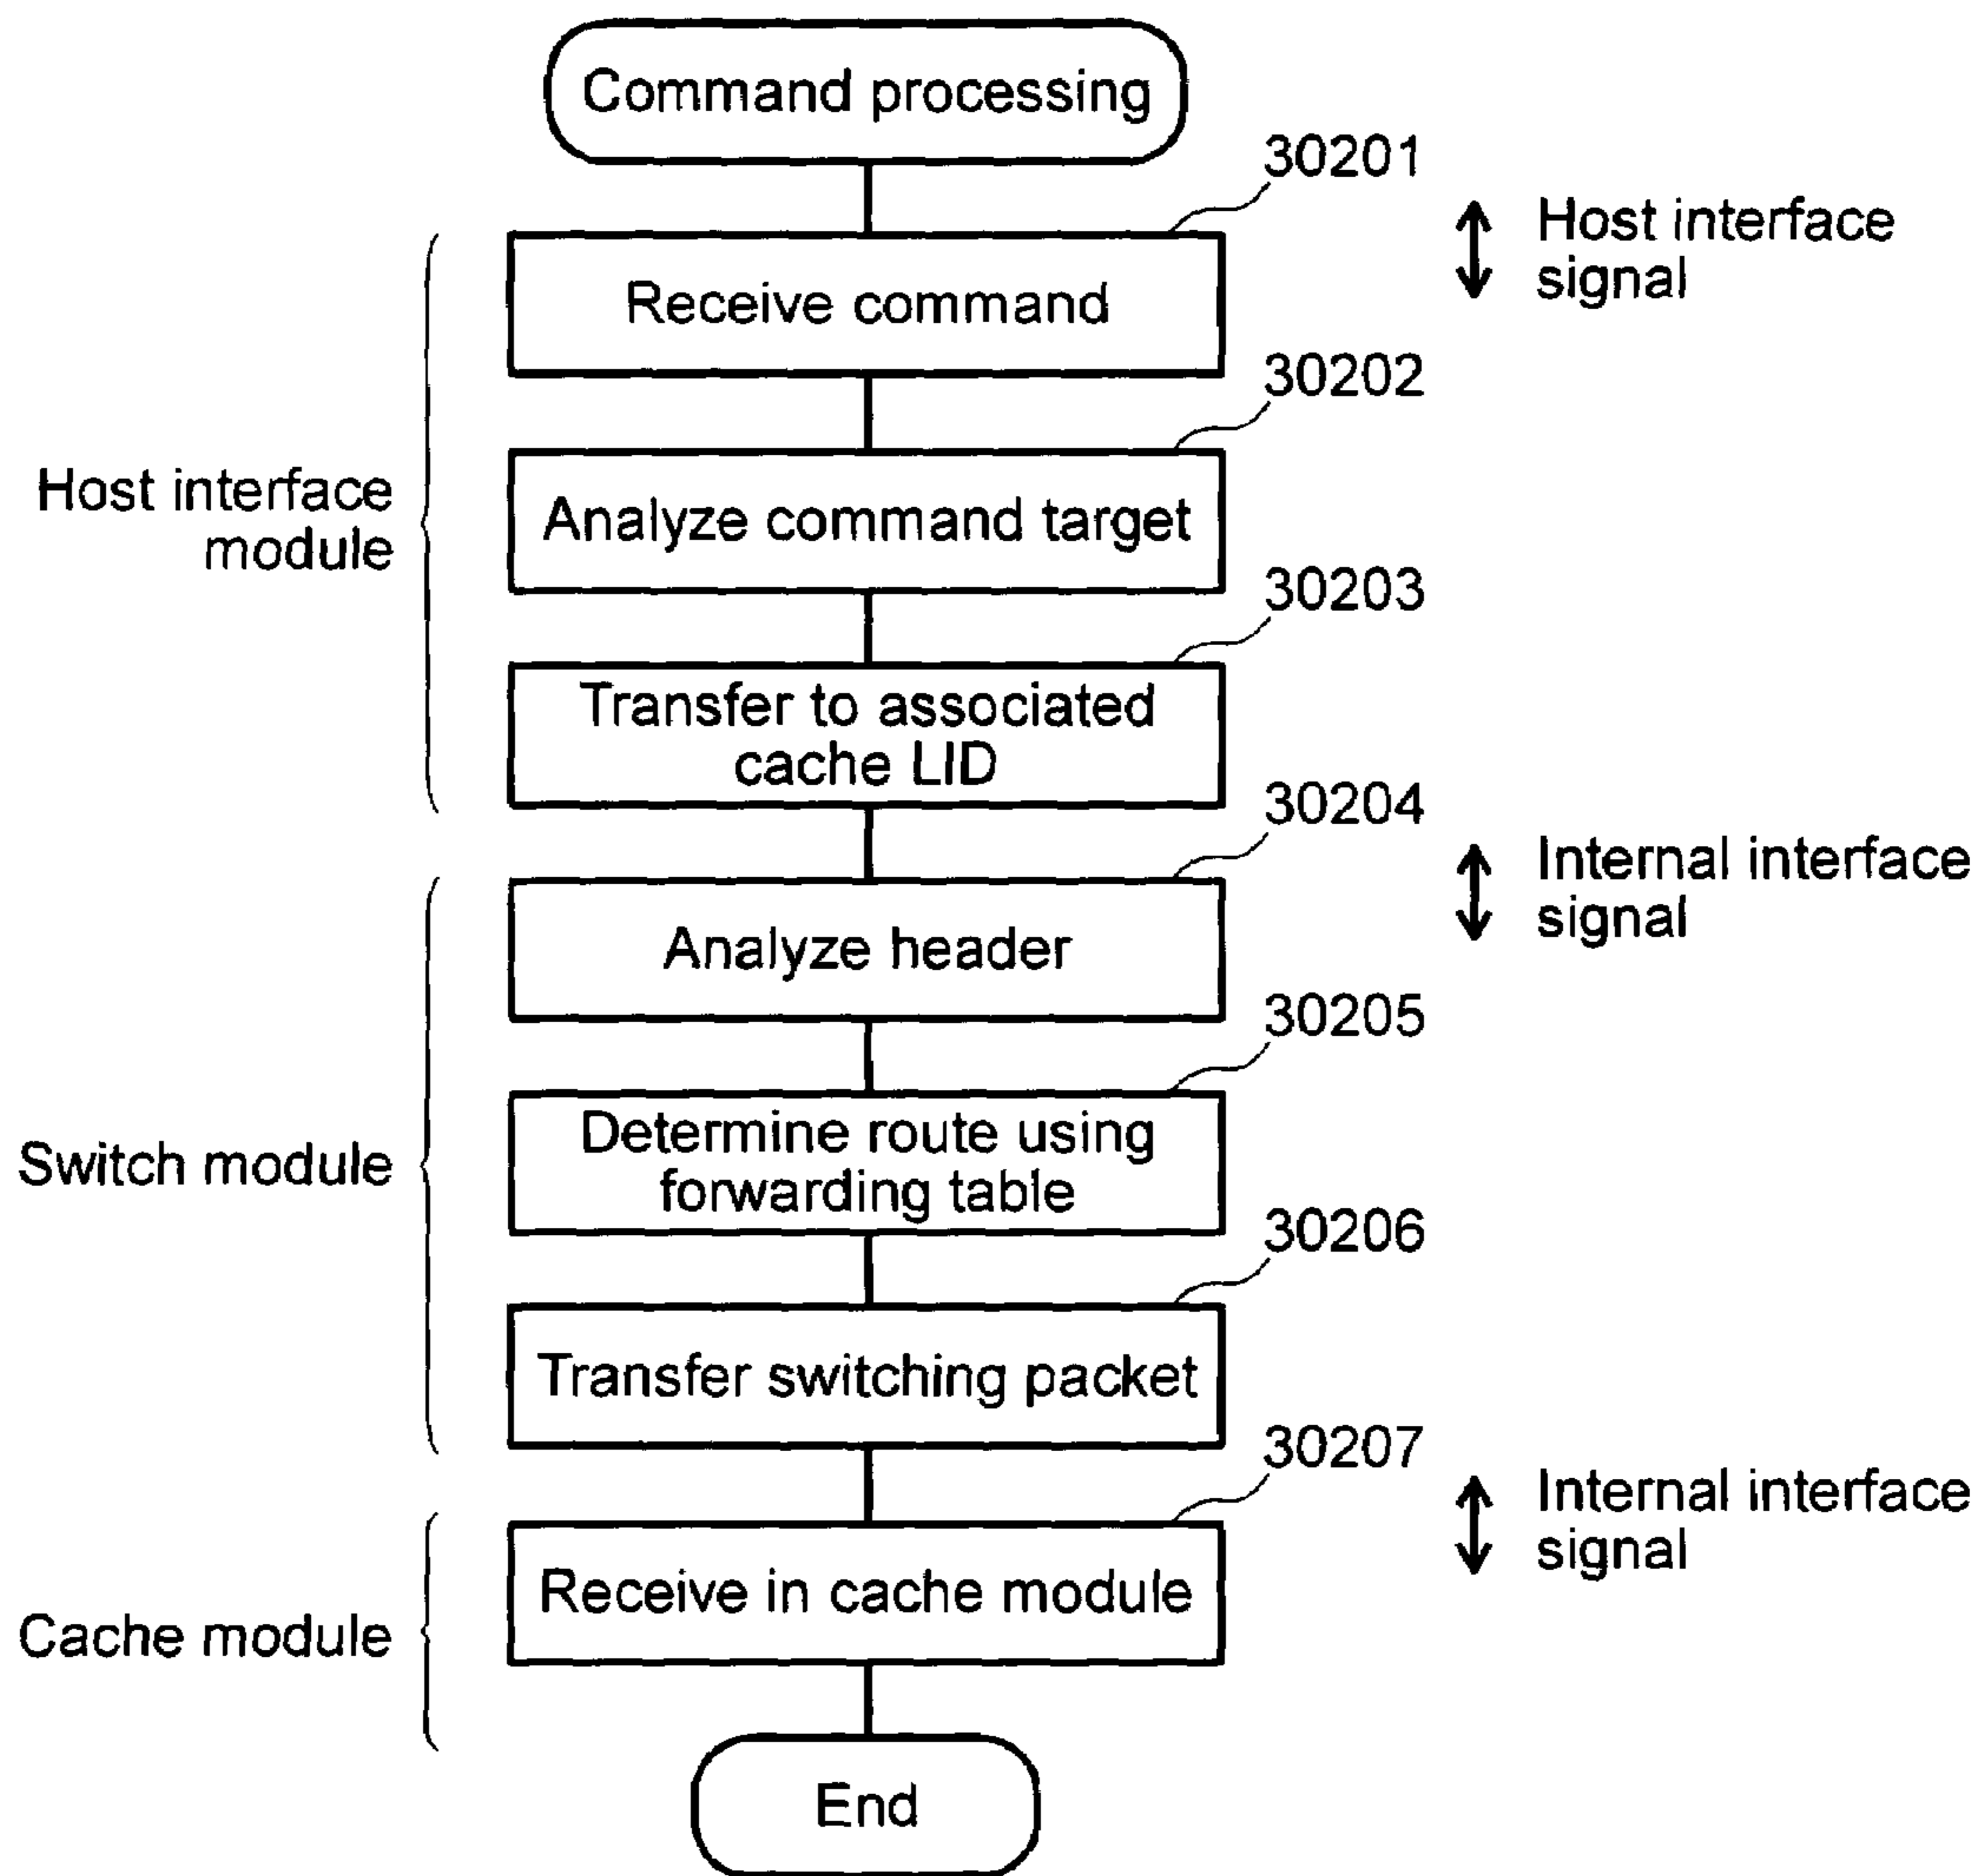 Command processing
30201
Host interface
signal
Receive command
30202
Host interface
module
Analyze command target
30203
Transfer to associated
cache LID
30204
Internal interface
signal
Analyze header
30205
Switch module
Determine route using
forwarding table
30206
Transfer switching packet
30207
Internal interface
signal
Cache module
Receive in cache module
End